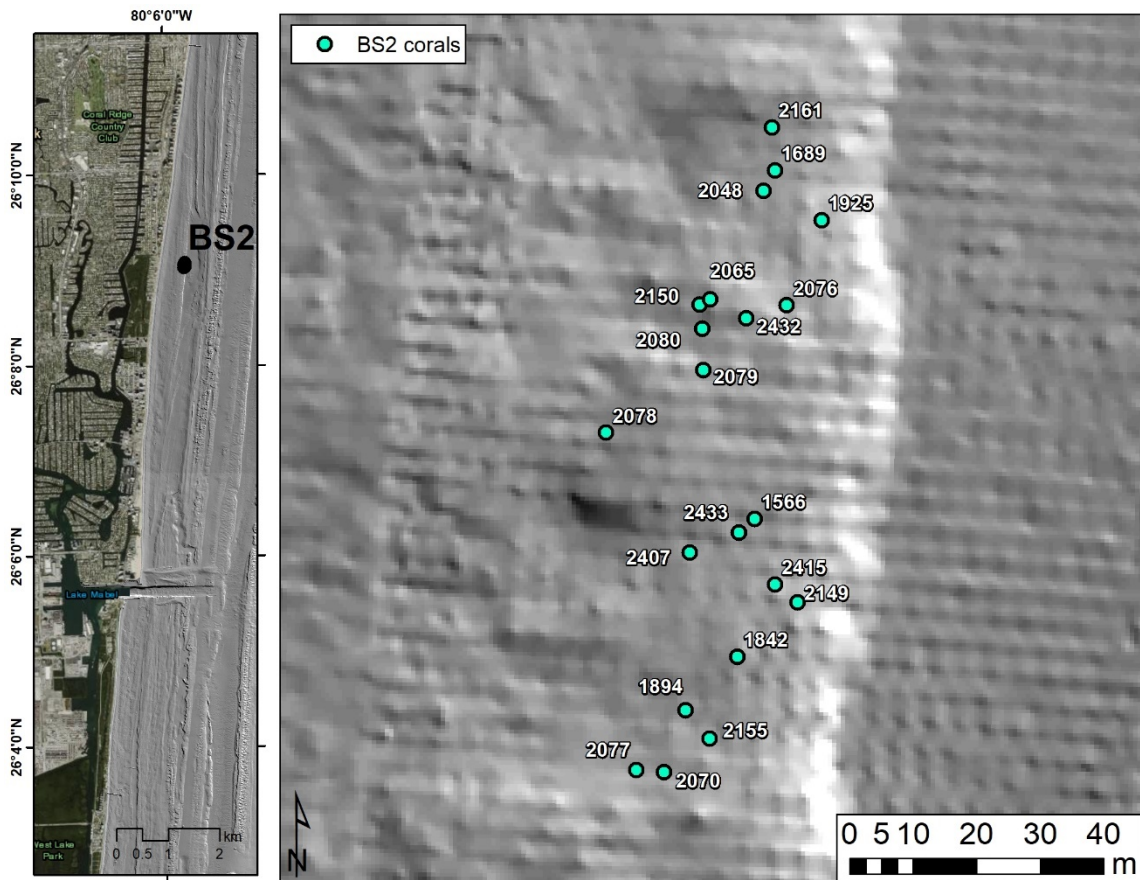 80°6'0"W
Coral Ridge
Country
Club
k
26°10'0"N
BS2
26°8'0"N
26°6'0"N
Lake Mabel
26°4'0"N
West Lake
Park
0 0.5 1 2
km
BS2 corals
2161
1689
2048
1925
2065
2150
2076
2432
2080
2079
2078
1566
2433
2407
2415
2149
1842
1894
2155
2077
2070
N
0 5 10 20 30 40
m